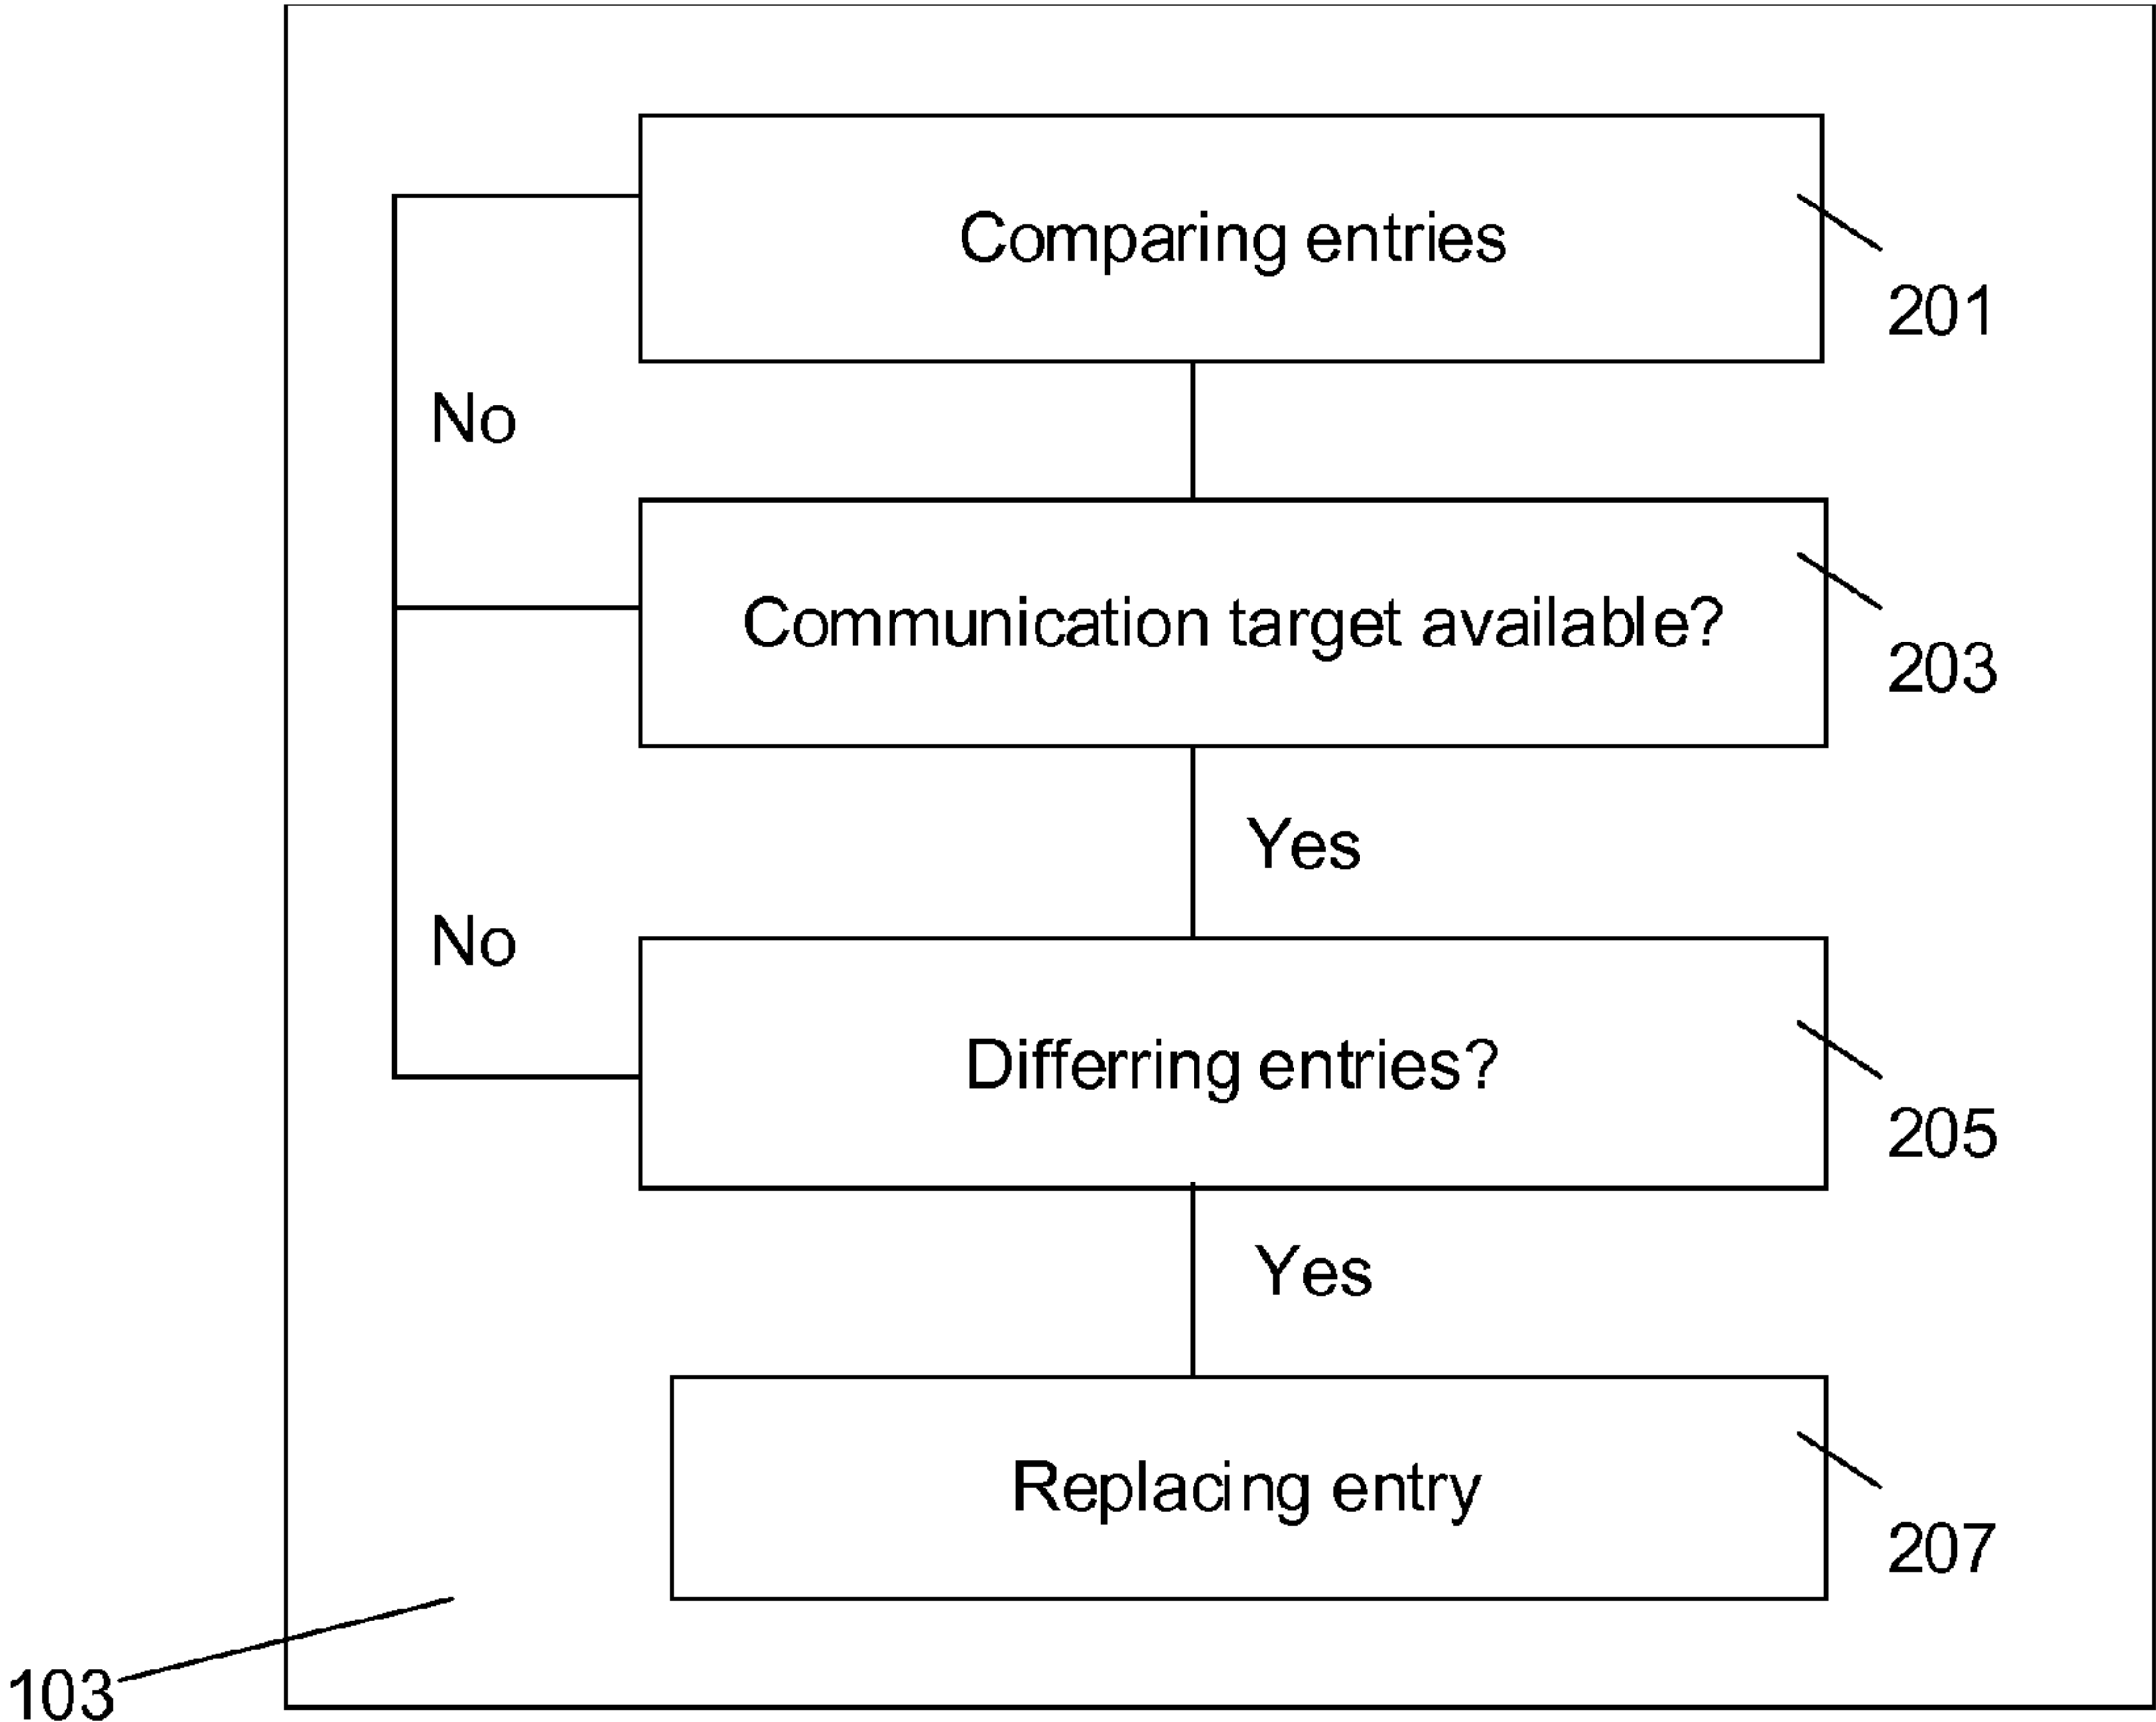 Comparing entries
201
No
Communication target available?
203
Yes
No
Differring entries?
205
Yes
Replacing entry
207
103